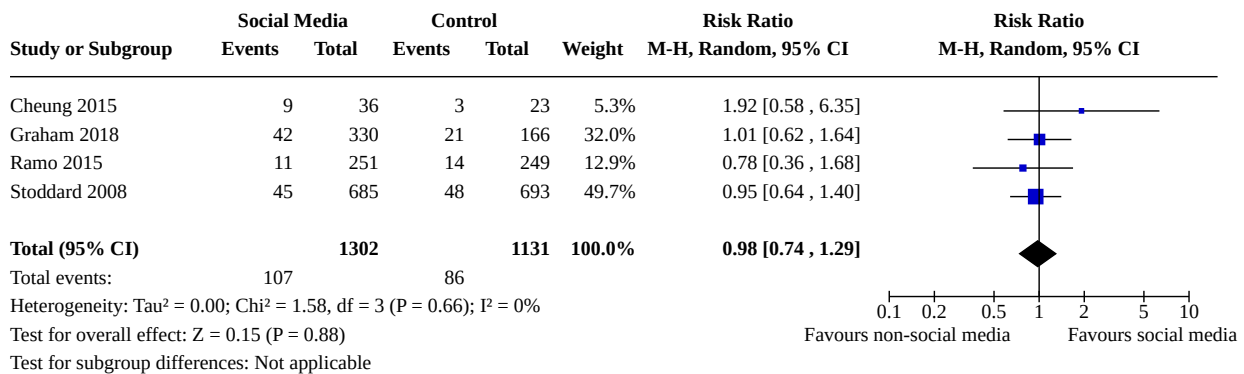 Social Media Control Risk Ratio Risk Ratio
Study or Subgroup Events Total Events Total Weight M-H, Random, 95% CI M-H, Random, 95% CI
Cheung 2015 9 36 3 23 5.3% 1.92 [0.58 , 6.35]
Graham 2018 42 330 21 166 32.0% 1.01 [0.62 , 1.64]
Ramo 2015 11 251 14 249 12.9% 0.78 [0.36 , 1.68]
Stoddard 2008 45 685 48 693 49.7% 0.95 [0.64 , 1.40]
Total (95% CI) 1302 1131 100.0% 0.98 [0.74 , 1.29]
Total events: 107 86
Heterogeneity: Tau² = 0.00; Chi² = 1.58, df = 3 (P = 0.66); I² = 0%
0.1 0.2 0.5 1 2 5 10
Test for overall effect: Z = 0.15 (P = 0.88) Favours non-social media Favours social media
Test for subgroup differences: Not applicable